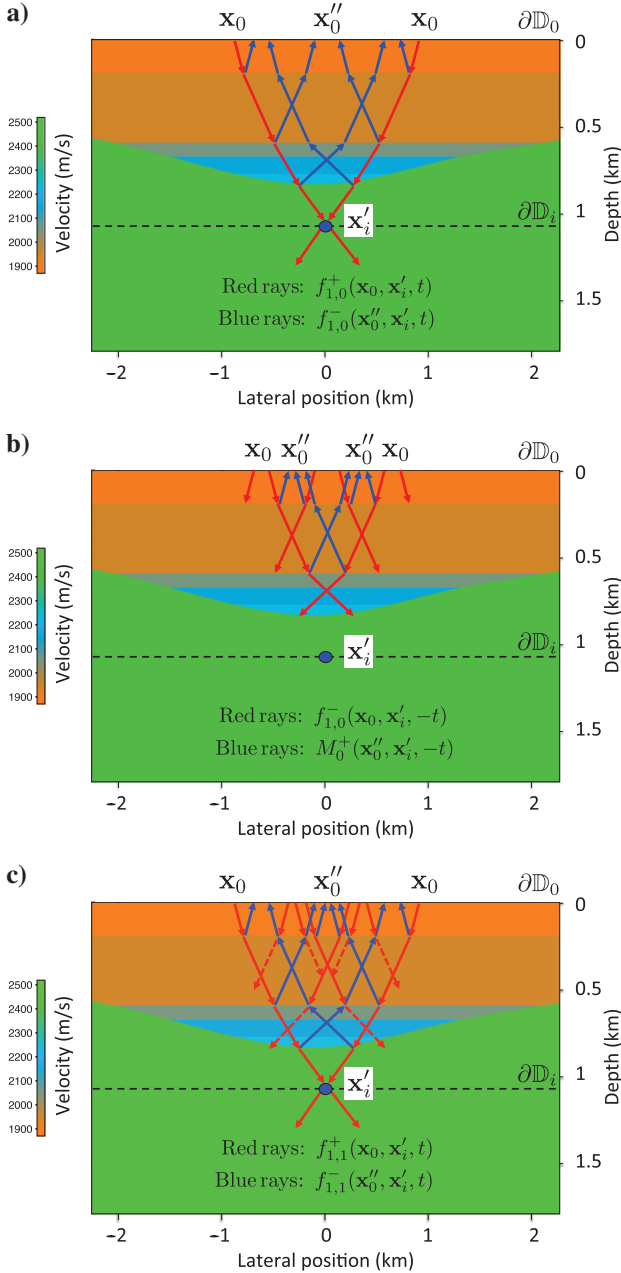 a)
x₀ x₀″ x₀ ∂𝔻₀
0
0.5
1
1.5
Depth (km)
2500
2400
2300
2200
2100
2000
1900
Velocity (m/s)
x′ᵢ
∂𝔻ᵢ
Red rays: f⁺₁,₀(x₀, x′ᵢ, t)
Blue rays: f⁻₁,₀(x₀″, x′ᵢ, t)
−2 −1 0 1 2
Lateral position (km)
b)
x₀ x₀″ x₀″ x₀ ∂𝔻₀
0
0.5
1
1.5
Depth (km)
2500
2400
2300
2200
2100
2000
1900
Velocity (m/s)
x′ᵢ
∂𝔻ᵢ
Red rays: f⁻₁,₀(x₀, x′ᵢ, −t)
Blue rays: M₀⁺(x₀″, x′ᵢ, −t)
−2 −1 0 1 2
Lateral position (km)
c)
x₀ x₀″ x₀ ∂𝔻₀
0
0.5
1
1.5
Depth (km)
2500
2400
2300
2200
2100
2000
1900
Velocity (m/s)
x′ᵢ
∂𝔻ᵢ
Red rays: f⁺₁,₁(x₀, x′ᵢ, t)
Blue rays: f⁻₁,₁(x₀″, x′ᵢ, t)
−2 −1 0 1 2
Lateral position (km)